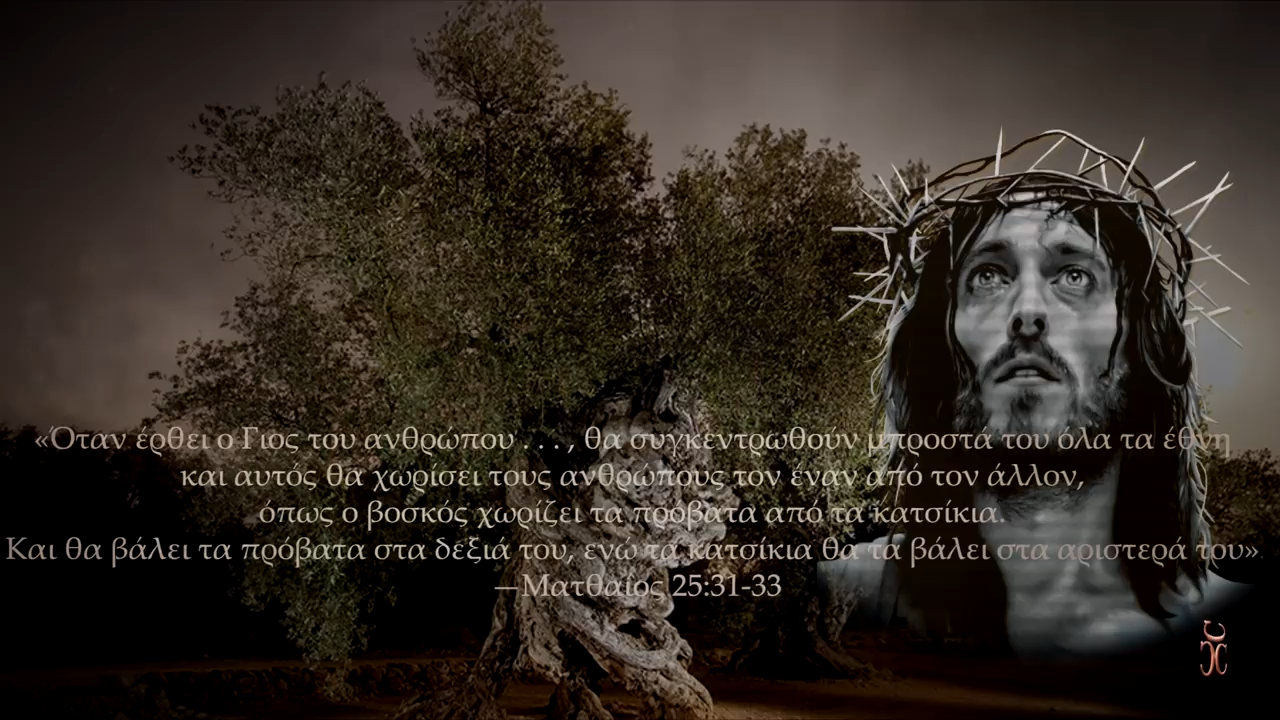 «Όταν έρθει ο Γιος του ανθρώπου . . . , θα συγκεντρωθούν μπροστά του όλα τα έθνη
και αυτός θα χωρίσει τους ανθρώπους τον έναν από τον άλλον,
όπως ο βοσκός χωρίζει τα πρόβατα από τα κατσίκια.
Και θα βάλει τα πρόβατα στα δεξιά του, ενώ τα κατσίκια θα τα βάλει στα αριστερά του»
—Ματθαίος 25:31-33